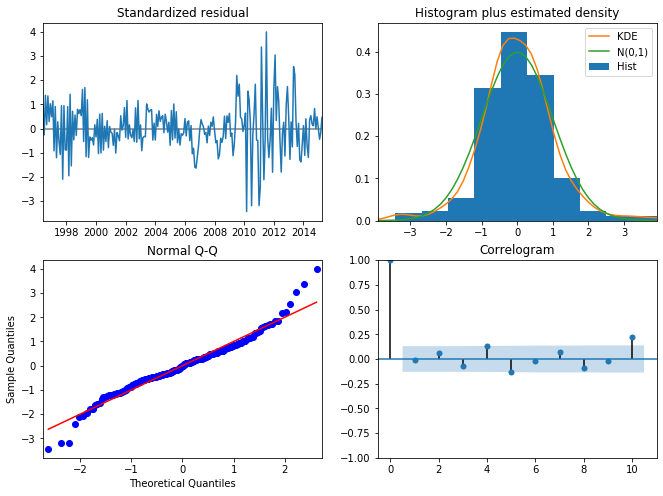 Standardized residual
4
3
2
1
0
−1
−2
−3
1998 2000 2002 2004 2006 2008 2010 2012 2014
Histogram plus estimated density
KDE
N(0,1)
Hist
0.4
0.3
0.2
0.1
0.0
−3 −2 −1 0 1 2 3
Normal Q-Q
Sample Quantiles
4
3
2
1
0
−1
−2
−3
−2 −1 0 1 2
Theoretical Quantiles
Correlogram
1.00
0.75
0.50
0.25
0.00
−0.25
−0.50
−0.75
−1.00
0 2 4 6 8 10